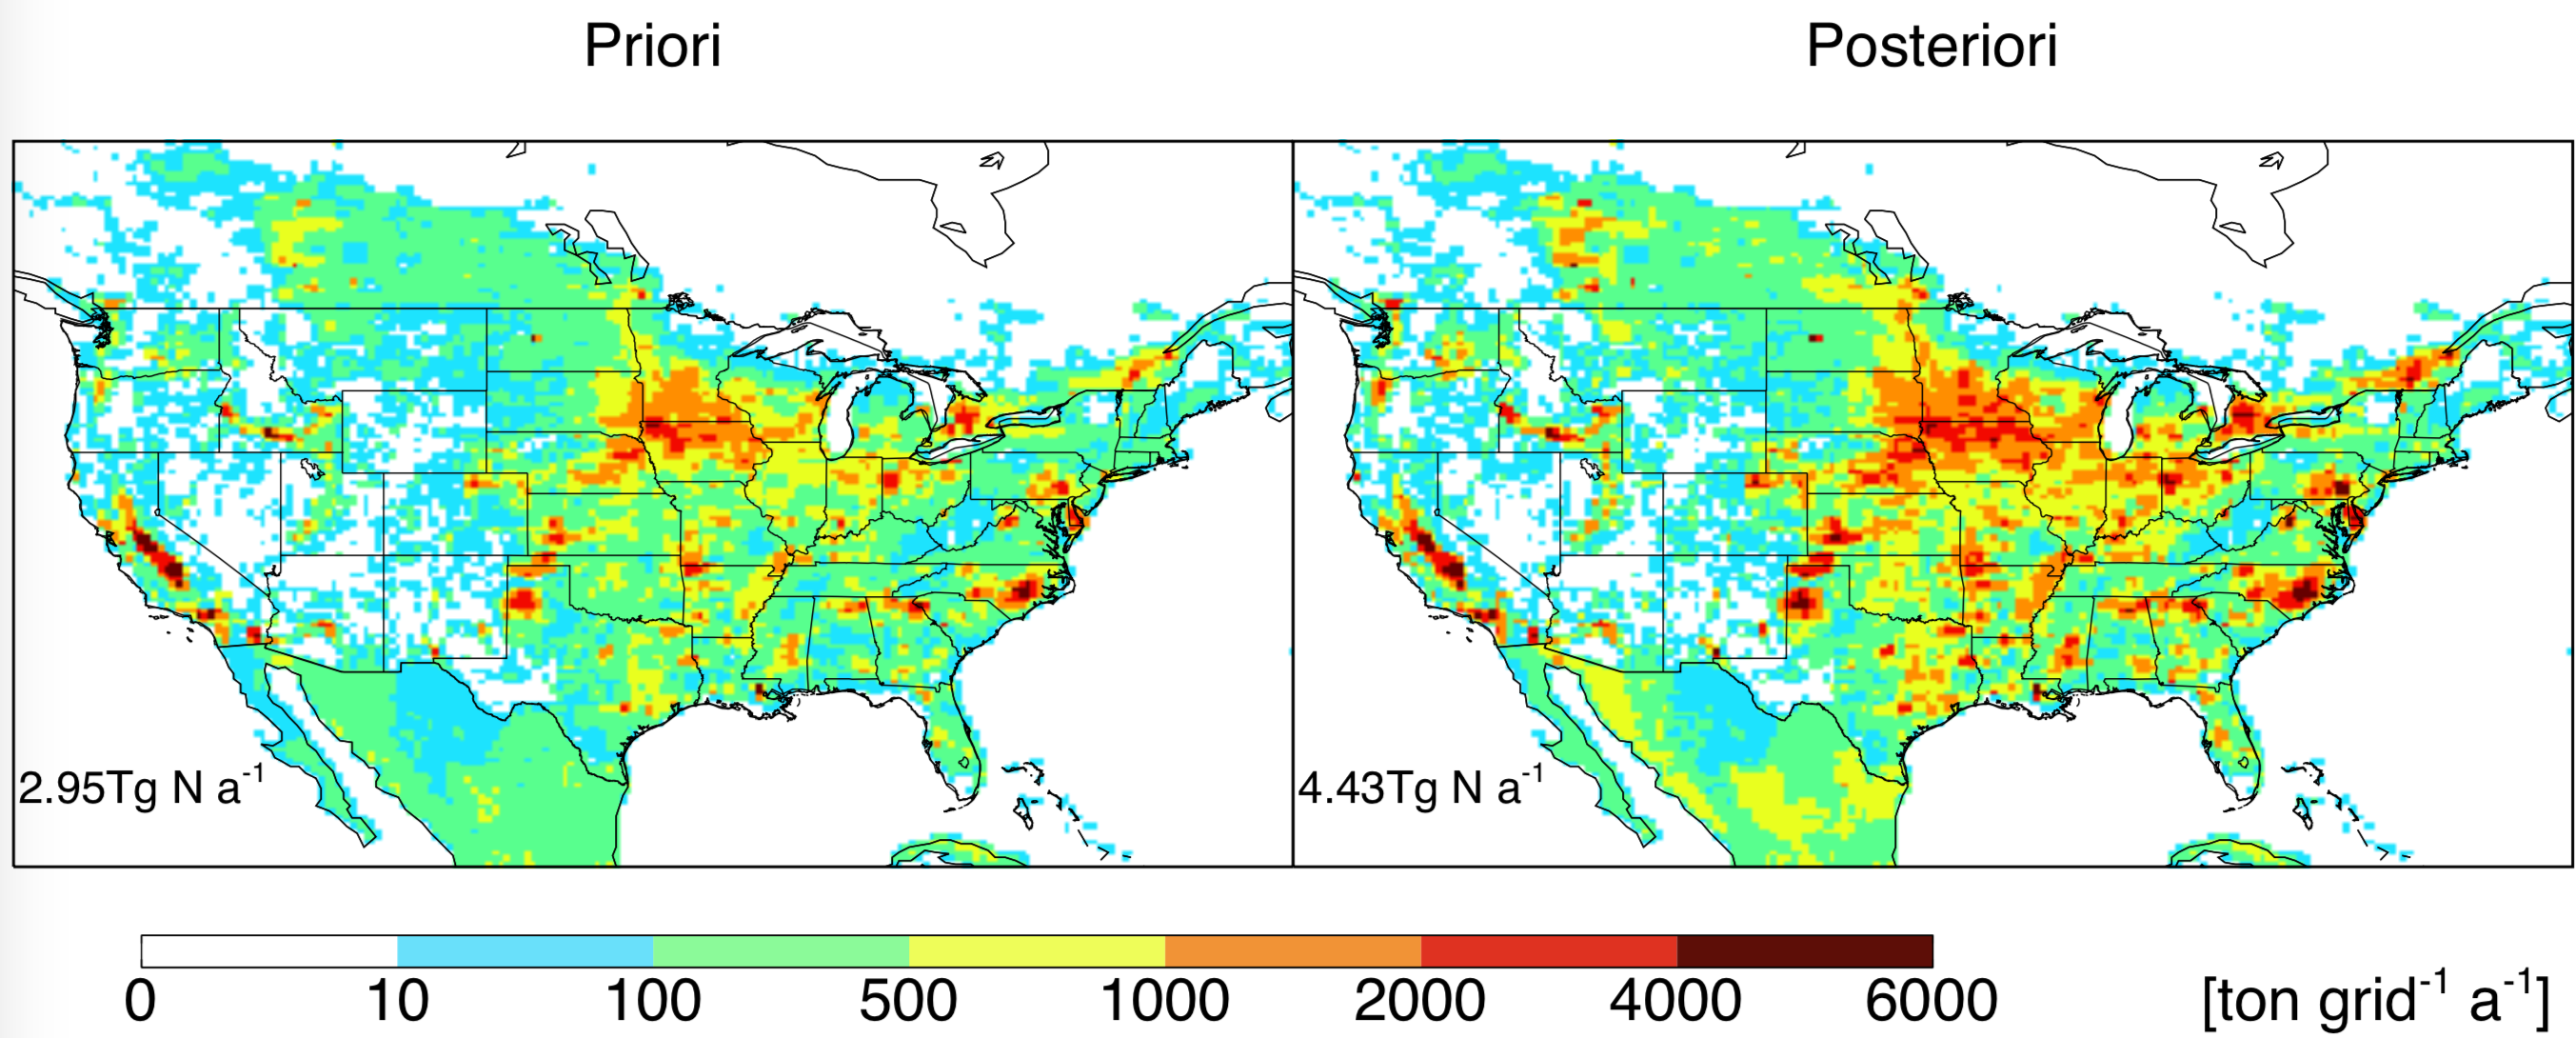 Priori
Posteriori
2.95Tg N a⁻¹
4.43Tg N a⁻¹
0 10 100 500 1000 2000 4000 6000 [ton grid⁻¹ a⁻¹]